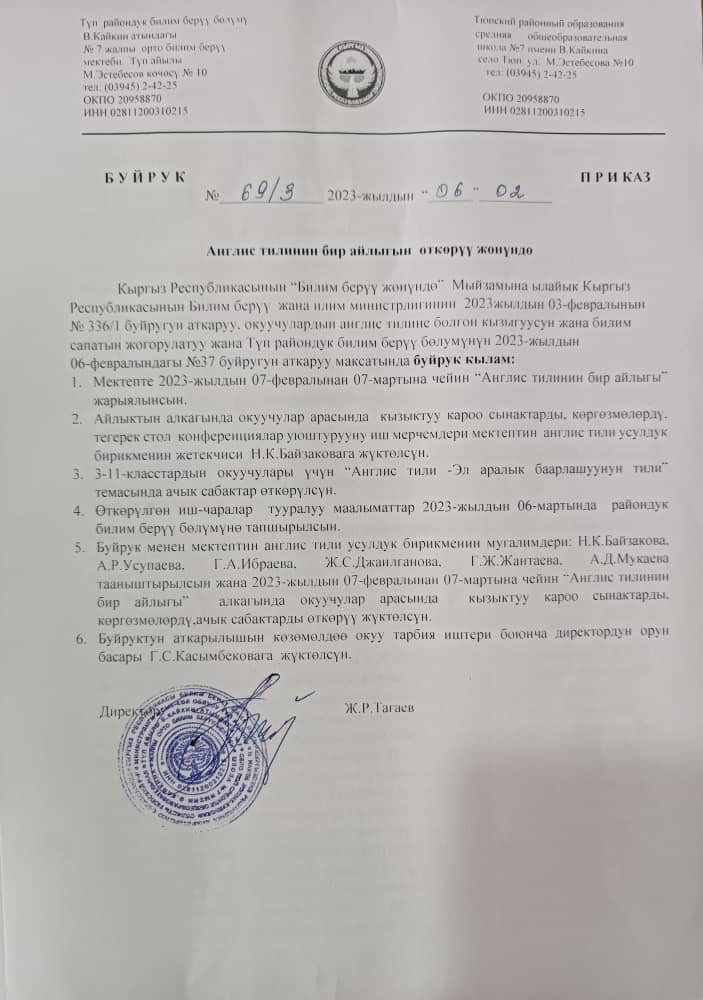 Түп райондук билим берүү бөлүмү
В.Кайкин атындагы
№ 7 жалпы орто билим берүү
мектеби. Түп айылы
М.Эстебесов көчөсү № 10
тел: (03945) 2-42-25
ОКПО 20958870
ИНН 02811200310215
Тюпский районный образования
средняя общеобразовательная
школа №7 имени В.Кайкина
село Тюп ул. М.Эстебесова №10
тел: (03945) 2-42-25
ОКПО 20958870
ИНН 02811200310215
Б У Й Р У К
П Р И К А З
№ 69/3 2023-жылдын “ 06 ” 02
Англис тилинин бир айлыгын өткөрүү жөнүндө
Кыргыз Республикасынын “Билим берүү жөнүндө” Мыйзамына ылайык Кыргыз
Республикасынын Билим берүү жана илим министрлигинин 2023жылдын 03-февралынын
№ 336/1 буйругун аткаруу, окуучулардын англис тилине болгон кызыгуусун жана билим
сапатын жогорулатуу жана Түп райондук билим берүү бөлүмүнүн 2023-жылдын
06-февралындагы №37 буйругун аткаруу максатында буйрук кылам:
1. Мектепте 2023-жылдын 07-февралынан 07-мартына чейин “Англис тилинин бир айлыгы”
жарыялынсын.
2. Айлыктын алкагында окуучулар арасында кызыктуу кароо сынактарды, көргөзмөлөрдү,
тегерек стол конференциялар уюштурууну иш мерчемдери мектептин англис тили усулдук
бирикменин жетекчиси Н.К.Байзаковага жүктөлсүн.
3. 3-11-класстардын окуучулары үчүн “Англис тили -Эл аралык баарлашуунун тили”
темасында ачык сабактар өткөрүлсүн.
4. Өткөрүлгөн иш-чаралар тууралуу маалыматтар 2023-жылдын 06-мартында райондук
билим берүү бөлүмүнө тапшырылсын.
5. Буйрук менен мектептин англис тили усулдук бирикменин мугалимдери: Н.К.Байзакова,
А.Р.Усупаева, Г.А.Ибраева, Ж.С.Джаилганова, Г.Ж.Жантаева, А.Д.Мукаева
тааныштырылсын жана 2023-жылдын 07-февралынан 07-мартына чейин “Англис тилинин
бир айлыгы” алкагында окуучулар арасында кызыктуу кароо сынактарды,
көргөзмөлөрдү,ачык сабактарды өткөрүү жүктөлсүн.
6. Буйруктун аткарылышын көзөмөлдөө окуу тарбия иштери боюнча директордун орун
басары Г.С.Касымбековага жүктөлсүн.
Директор:
Ж.Р.Тагаев